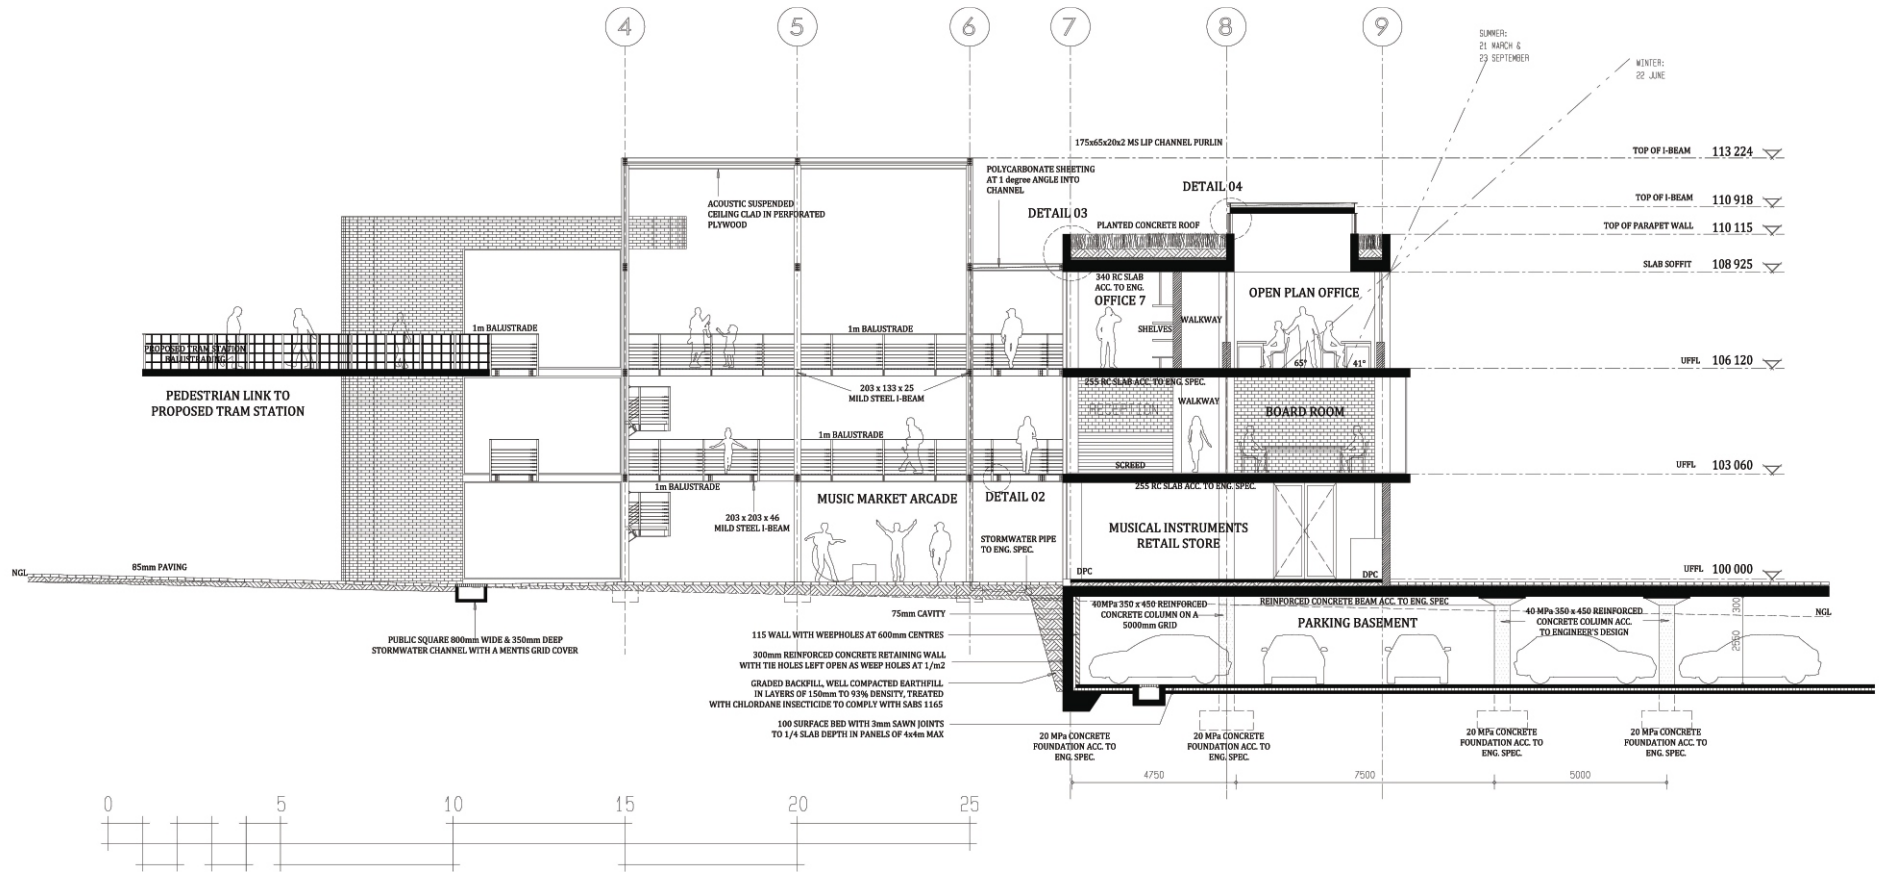 4
5
6
7
8
9
SUMMER:
21 MARCH &
23 SEPTEMBER
WINTER:
22 JUNE
175x65x20x2 MS LIP CHANNEL PURLIN
TOP OF I-BEAM 113 224
POLYCARBONATE SHEETING
AT 1 degree ANGLE INTO
CHANNEL
ACOUSTIC SUSPENDED
CEILING CLAD IN PERFORATED
PLYWOOD
DETAIL 04
DETAIL 03
TOP OF I-BEAM 110 918
PLANTED CONCRETE ROOF
TOP OF PARAPET WALL 110 115
SLAB SOFFIT 108 925
340 RC SLAB
ACC. TO ENG.
OFFICE 7
SHELVES
WALKWAY
OPEN PLAN OFFICE
65°
41°
1m BALUSTRADE
1m BALUSTRADE
PROPOSED TRAM STATION
BALUSTRADING
UFFL 106 120
PEDESTRIAN LINK TO
PROPOSED TRAM STATION
203 x 133 x 25
MILD STEEL I-BEAM
255 RC SLAB ACC. TO ENG. SPEC.
RECEPTION
WALKWAY
BOARD ROOM
1m BALUSTRADE
SCREED
UFFL 103 060
1m BALUSTRADE
MUSIC MARKET ARCADE
DETAIL 02
255 RC SLAB ACC. TO ENG. SPEC.
203 x 203 x 46
MILD STEEL I-BEAM
MUSICAL INSTRUMENTS
RETAIL STORE
STORMWATER PIPE
TO ENG. SPEC.
NGL
85mm PAVING
DPC
DPC
UFFL 100 000
75mm CAVITY
40MPa 350 x 450 REINFORCED
CONCRETE COLUMN ON A
5000mm GRID
REINFORCED CONCRETE BEAM ACC. TO ENG. SPEC
PARKING BASEMENT
40 MPa 350 x 450 REINFORCED
CONCRETE COLUMN ACC.
TO ENGINEER'S DESIGN
300
2550
NGL
PUBLIC SQUARE 800mm WIDE & 350mm DEEP
STORMWATER CHANNEL WITH A MENTIS GRID COVER
115 WALL WITH WEEPHOLES AT 600mm CENTRES
300mm REINFORCED CONCRETE RETAINING WALL
WITH TIE HOLES LEFT OPEN AS WEEP HOLES AT 1/m2
GRADED BACKFILL, WELL COMPACTED EARTHFILL
IN LAYERS OF 150mm TO 93% DENSITY, TREATED
WITH CHLORDANE INSECTICIDE TO COMPLY WITH SABS 1165
100 SURFACE BED WITH 3mm SAWN JOINTS
TO 1/4 SLAB DEPTH IN PANELS OF 4x4m MAX
20 MPa CONCRETE
FOUNDATION ACC. TO
ENG. SPEC.
20 MPa CONCRETE
FOUNDATION ACC. TO
ENG. SPEC.
20 MPa CONCRETE
FOUNDATION ACC. TO
ENG. SPEC.
20 MPa CONCRETE
FOUNDATION ACC. TO
ENG. SPEC.
4750
7500
5000
0
5
10
15
20
25